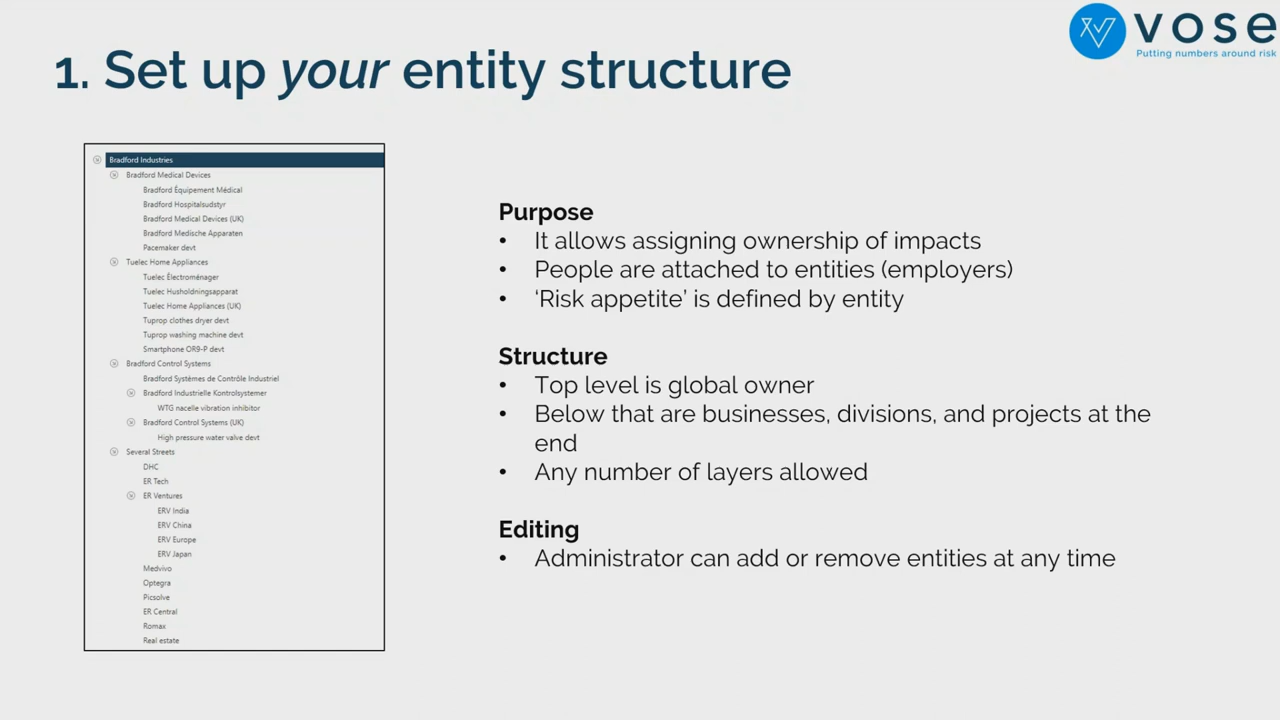 vose
Putting numbers around risk
1. Set up your entity structure
Bradford Industries
Bradford Medical Devices
Bradford Équipement Médical
Bradford Hospitalsudstyr
Bradford Medical Devices (UK)
Bradford Medische Apparaten
Pacemaker devt
Tuelec Home Appliances
Tuelec Électroménager
Tuelec Husholdningsapparat
Tuelec Home Appliances (UK)
Tuprop clothes dryer devt
Tuprop washing machine devt
Smartphone OR9-P devt
Bradford Control Systems
Bradford Systèmes de Contrôle Industriel
Bradford Industrielle Kontrolsystemer
WTG nacelle vibration inhibitor
Bradford Control Systems (UK)
High pressure water valve devt
Several Streets
DHC
ER Tech
ER Ventures
ERV India
ERV China
ERV Europe
ERV Japan
Medvivo
Optegra
Picsolve
ER Central
Romax
Real estate
Purpose
• It allows assigning ownership of impacts
• People are attached to entities (employers)
• ‘Risk appetite’ is defined by entity
Structure
• Top level is global owner
• Below that are businesses, divisions, and projects at the
end
• Any number of layers allowed
Editing
• Administrator can add or remove entities at any time